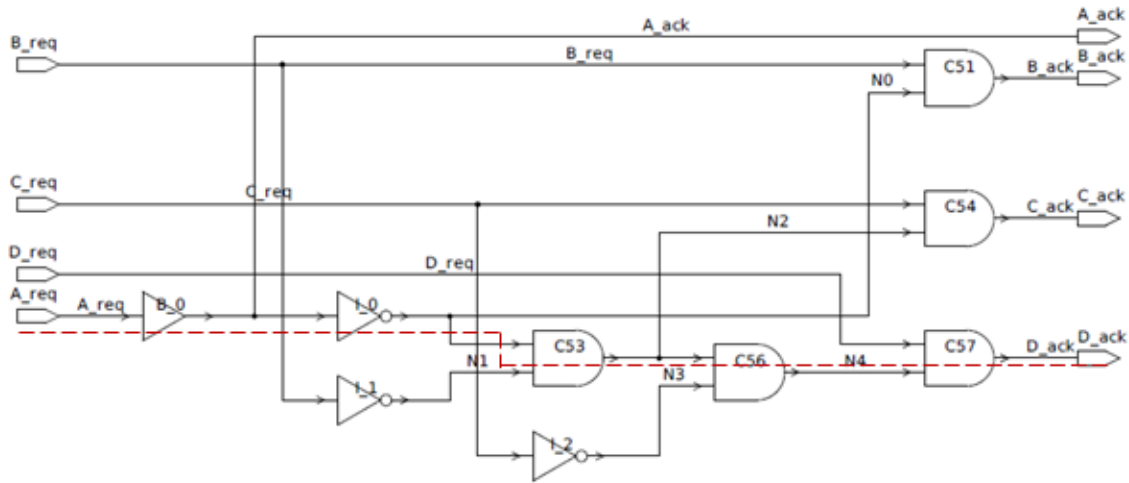 A_ack
A_ack
B_req
B_req
C51
B_ack
B_ack
N0
C_req
C_req
C54
C_ack
C_ack
N2
D_req
D_req
A_req
A_req
B_0
I_0
C53
C57
D_ack
D_ack
N1
C56
N4
I_1
N3
I_2